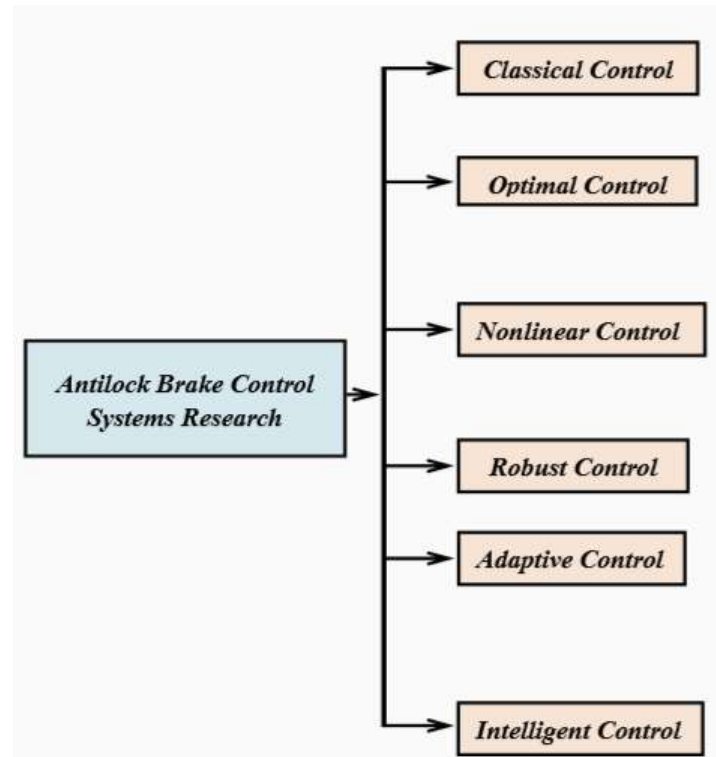 Classical Control
Optimal Control
Nonlinear Control
Antilock Brake Control
Systems Research
Robust Control
Adaptive Control
Intelligent Control